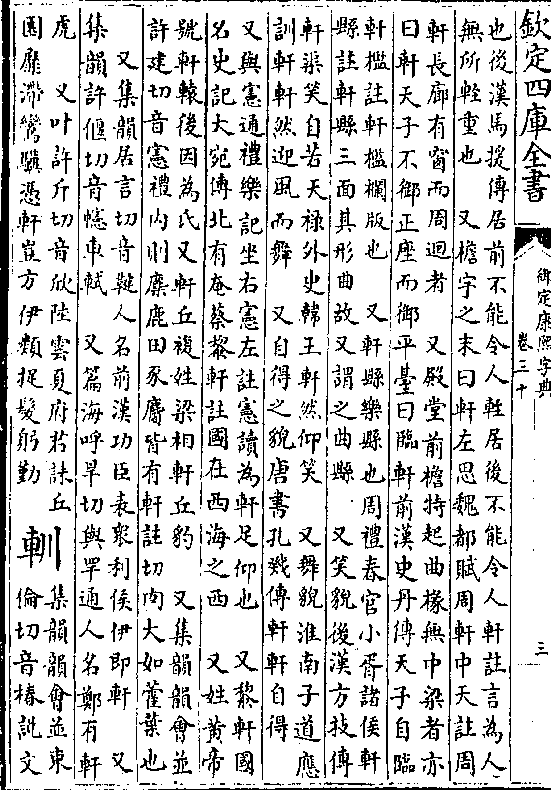 欽定四庫全書
御定康熙字典
卷三十
三
也後漢馬援傳居前不能令人輊居後不能令人軒註言為人
無所輕重也　又檐宇之末曰軒左思魏都賦周軒中天註周
軒長廊有窗而周迴者　又殿堂前檐特起曲椽無中梁者亦
曰軒天子不御正座而御平臺曰臨軒前漢史丹傳天子自臨
軒檻註軒檻欄版也　又軒縣樂縣也周禮春官小胥諸侯軒
縣註軒縣三面其形曲故又謂之曲縣　又笑貌後漢方技傳
軒渠笑自若天祿外史韓王軒然仰笑　又舞貌淮南子道應
訓軒軒然迎風而舞　又自得之貌唐書孔戣傳軒軒自得
又與憲通禮樂記坐右憲左註憲讀為軒足仰也　又黎軒國
名史記大宛傳北有奄蔡黎軒註國在西海之西　又姓黃帝
號軒轅後因為氏又軒丘複姓梁相軒丘豹　又集韻韻會並
許建切音憲禮內則麋鹿田豕麕皆有軒註切肉大如藿葉也
又集韻居言切音鞬人名前漢功臣表衆利侯伊即軒　又
集韻許偃切音幰車軾　又篇海呼旱切與罕通人名鄭有軒
虎　又叶許斤切音欣陸雲夏府君誄丘
園靡滯鸞驥憑軒豈方伊類捉髮躬勤
𨊻
集韻韻會並東
倫切音椿說文